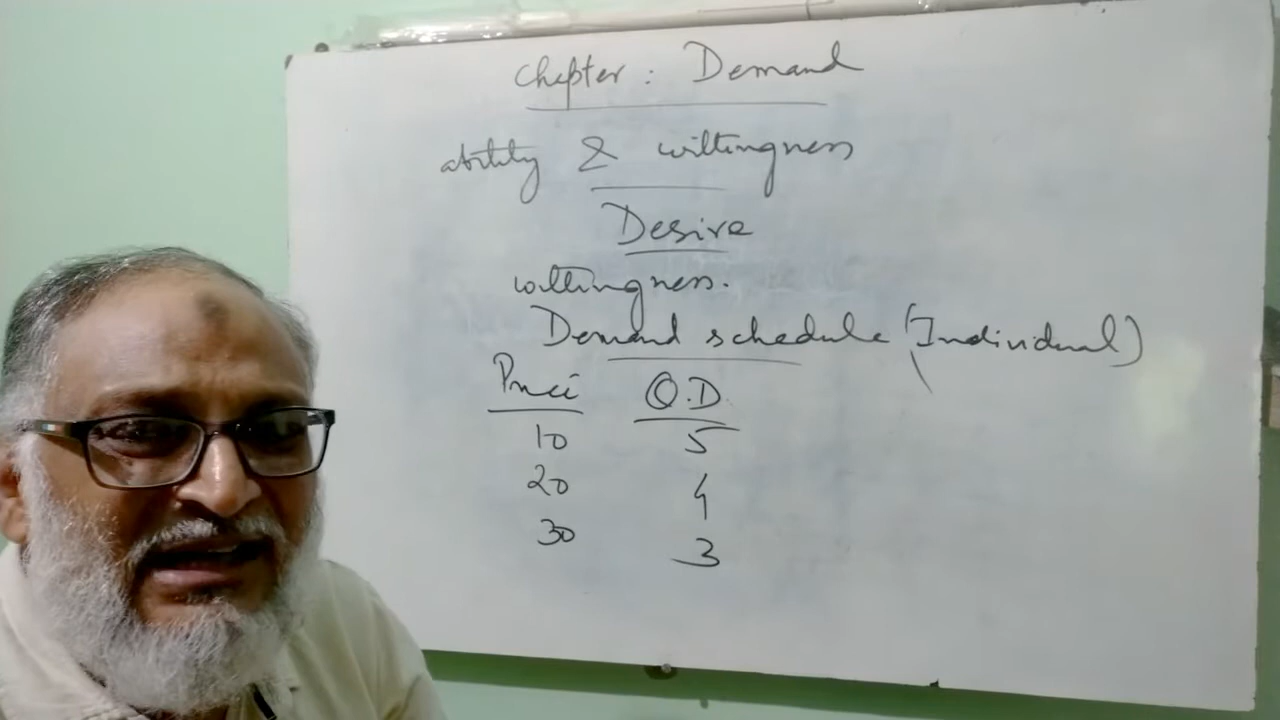 Chapter: Demand
ability & willingness
Desire
willingness.
Demand schedule (Individual)
Price Q.D.
10 5
20 4
30 3